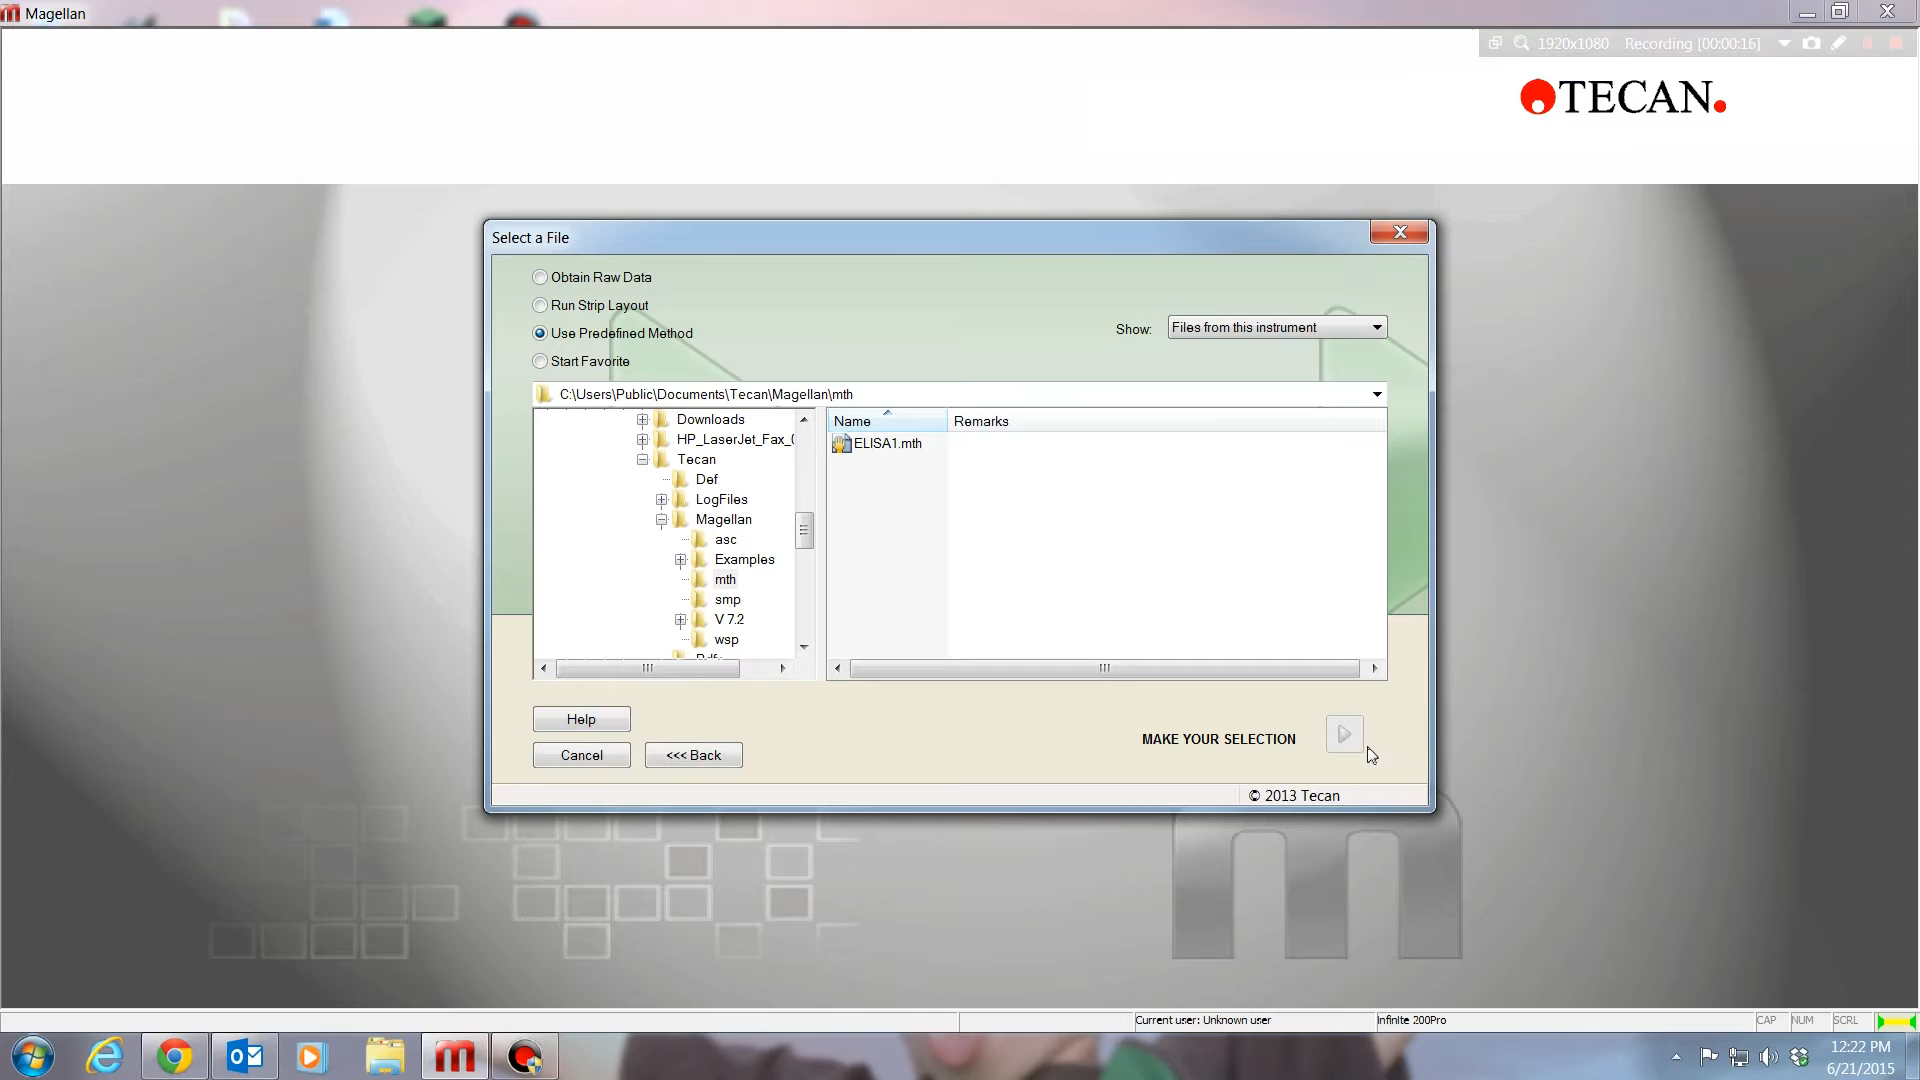 Magellan
1920x1080 Recording [00:00:16]
TECAN.
Select a File
Obtain Raw Data
Run Strip Layout
Use Predefined Method
Start Favorite
Show: Files from this instrument
C:\Users\Public\Documents\Tecan\Magellan\mth
Downloads
HP_LaserJet_Fax_
Tecan
Def
LogFiles
Magellan
asc
Examples
mth
smp
V 7.2
wsp
Name Remarks
ELISA1.mth
Help
Cancel <<< Back
MAKE YOUR SELECTION
© 2013 Tecan
m
Current user: Unknown user Infinite 200Pro CAP NUM SCRL
12:22 PM
6/21/2015